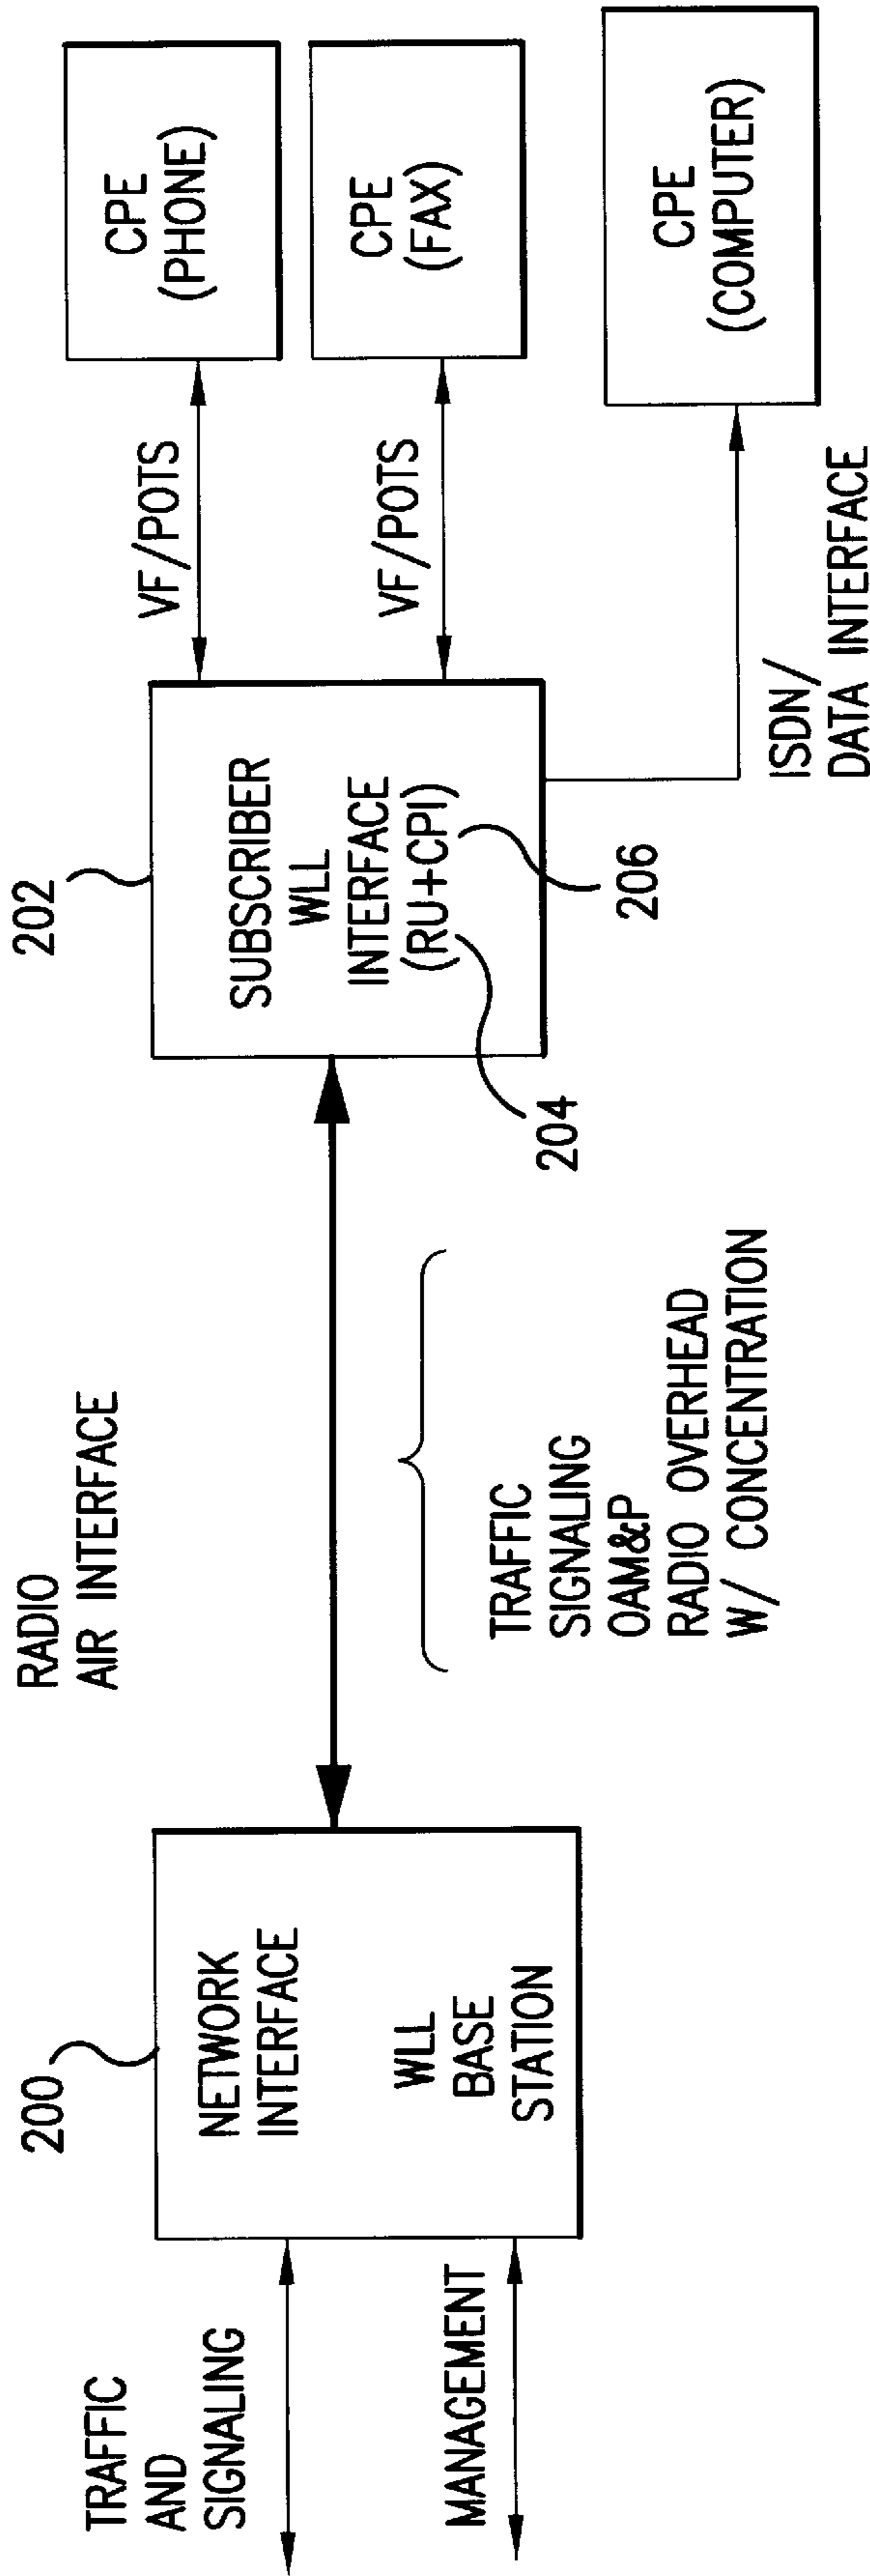 TRAFFIC
AND
SIGNALING
MANAGEMENT
200
NETWORK
INTERFACE
WLL
BASE
STATION
RADIO
AIR INTERFACE
TRAFFIC
SIGNALING
OAM&P
RADIO OVERHEAD
W/ CONCENTRATION
202
SUBSCRIBER
WLL
INTERFACE
(RU+CPI)
204
206
VF/POTS
VF/POTS
ISDN/
DATA INTERFACE
CPE
(PHONE)
CPE
(FAX)
CPE
(COMPUTER)